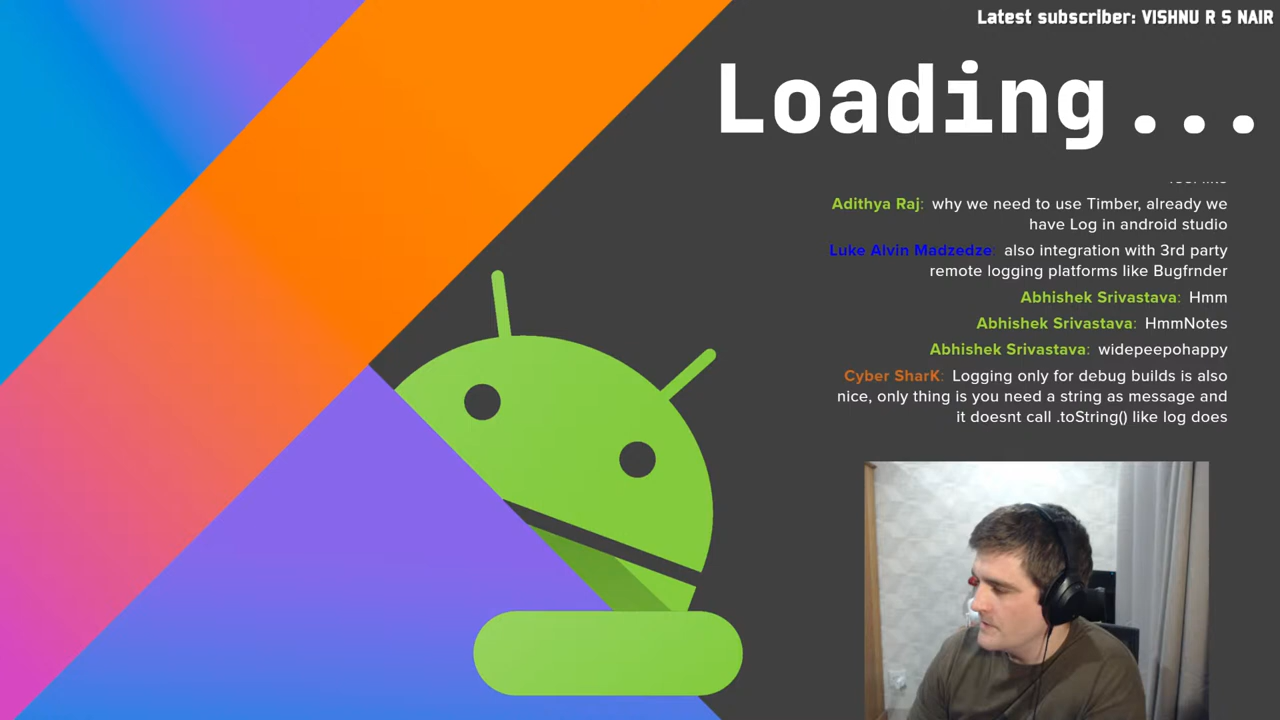 Latest subscriber: VISHNU R S NAIR
Loading...
Adithya Raj: why we need to use Timber, already we
have Log in android studio
Luke Alvin Madzedze: also integration with 3rd party
remote logging platforms like Bugfrnder
Abhishek Srivastava: Hmm
Abhishek Srivastava: HmmNotes
Abhishek Srivastava: widepeepohappy
Cyber SharK: Logging only for debug builds is also
nice, only thing is you need a string as message and
it doesnt call .toString() like log does